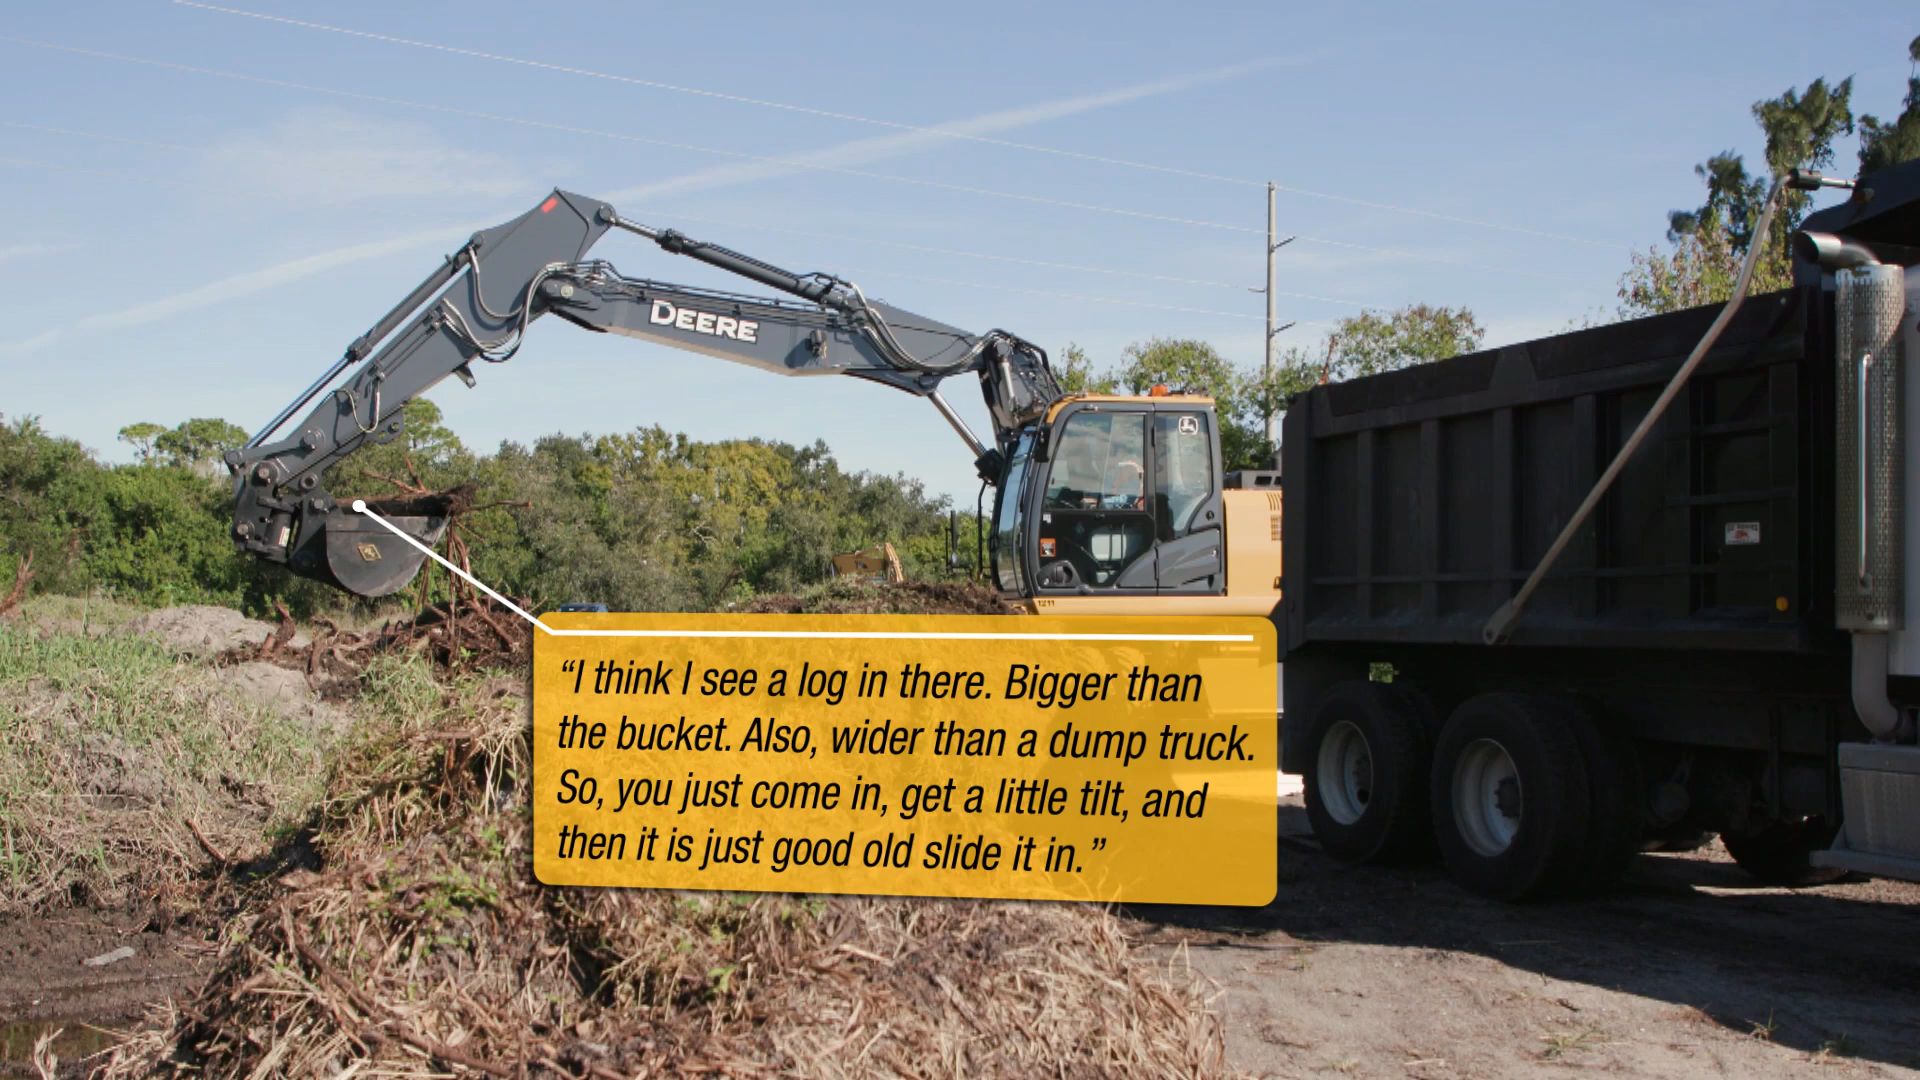 DEERE
1211
“I think I see a log in there. Bigger than
the bucket. Also, wider than a dump truck.
So, you just come in, get a little tilt, and
then it is just good old slide it in.”